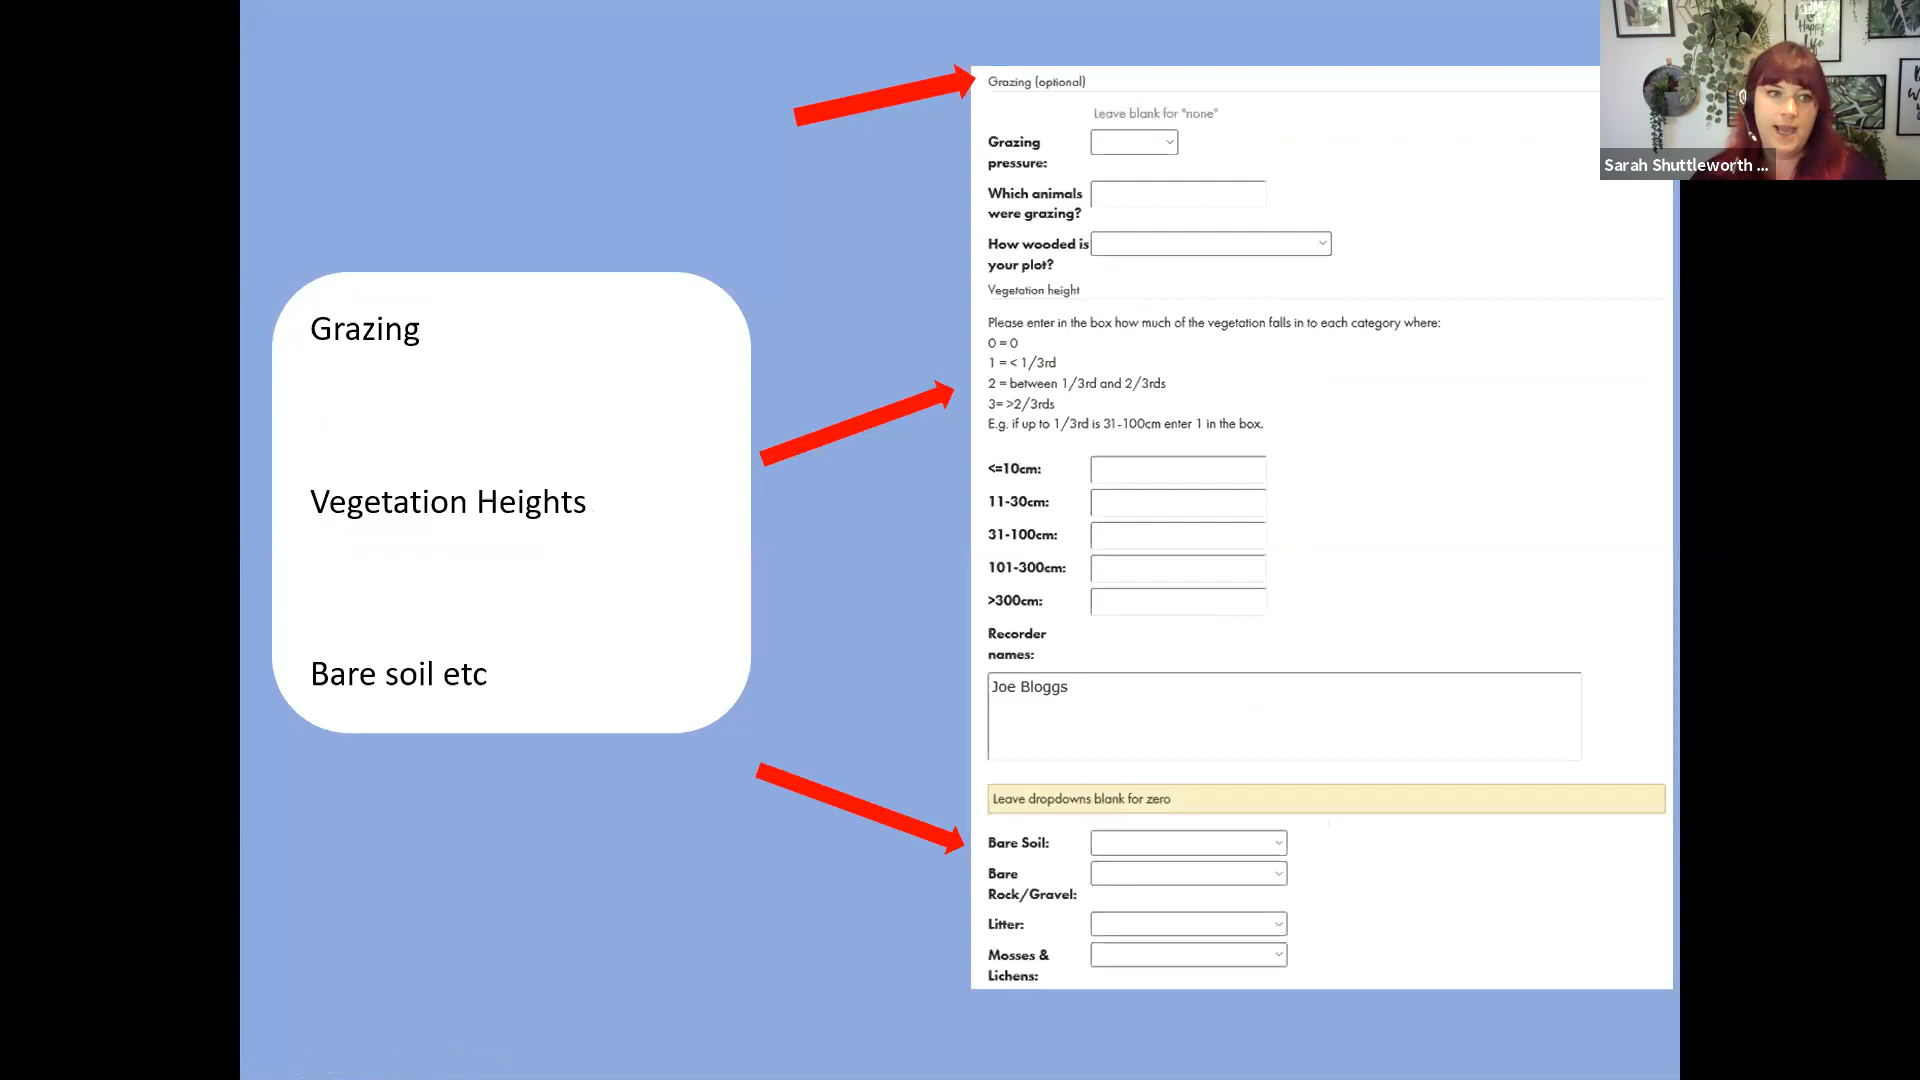 Grazing
Vegetation Heights
Bare soil etc
Grazing (optional)
Leave blank for "none"
Grazing
pressure:
Which animals
were grazing?
How wooded is
your plot?
Vegetation height
Please enter in the box how much of the vegetation falls in to each category where:
0 = 0
1 = < 1/3rd
2 = between 1/3rd and 2/3rds
3= >2/3rds
E.g. if up to 1/3rd is 31-100cm enter 1 in the box.
<=10cm:
11-30cm:
31-100cm:
101-300cm:
>300cm:
Recorder
names:
Joe Bloggs
Leave dropdowns blank for zero
Bare Soil:
Bare
Rock/Gravel:
Litter:
Mosses &
Lichens:
Happy
Life
Sarah Shuttleworth ...